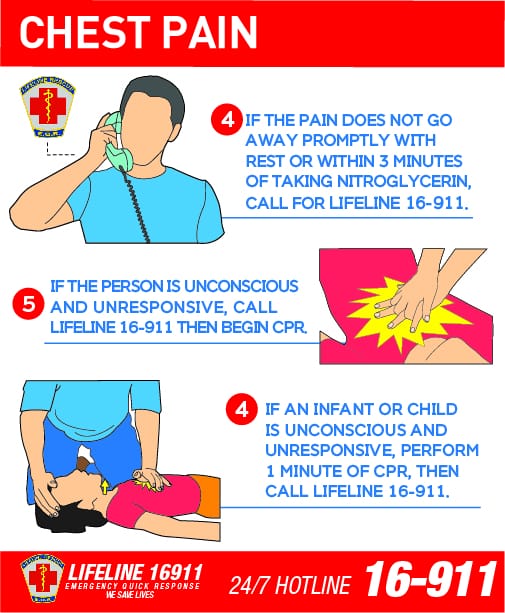 CHEST PAIN
4
IF THE PAIN DOES NOT GO
AWAY PROMPTLY WITH
REST OR WITHIN 3 MINUTES
OF TAKING NITROGLYCERIN,
CALL FOR LIFELINE 16-911.
5
IF THE PERSON IS UNCONSCIOUS
AND UNRESPONSIVE, CALL
LIFELINE 16-911 THEN BEGIN CPR.
4
IF AN INFANT OR CHILD
IS UNCONSCIOUS AND
UNRESPONSIVE, PERFORM
1 MINUTE OF CPR, THEN
CALL LIFELINE 16-911.
LIFELINE 16911
EMERGENCY QUICK RESPONSE
WE SAVE LIVES
24/7 HOTLINE 16-911